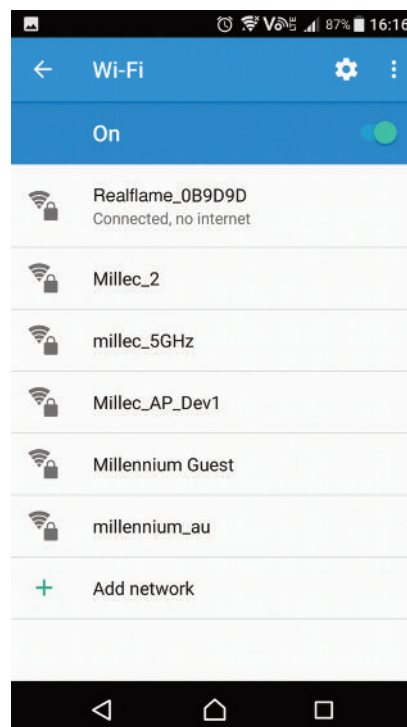 87% 16:16
Wi-Fi
On
Realflame_0B9D9D
Connected, no internet
Millec_2
millec_5GHz
Millec_AP_Dev1
Millennium Guest
millennium_au
Add network